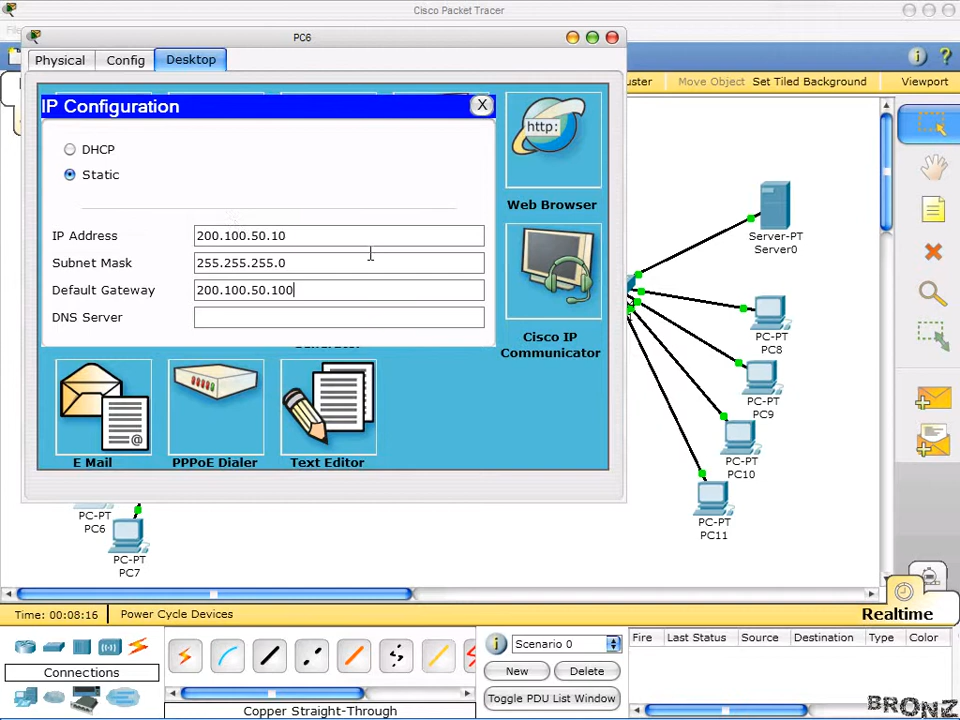 Cisco Packet Tracer
PC6
Physical
Config
Desktop
IP Configuration
X
DHCP
Static
IP Address
200.100.50.10
Subnet Mask
255.255.255.0
Default Gateway
200.100.50.100
DNS Server
http:
Web Browser
Cisco IP
Communicator
E Mail
PPPoE Dialer
Text Editor
Move Object
Set Tiled Background
Viewport
Server-PT
Server0
PC-PT
PC8
PC-PT
PC9
PC-PT
PC10
PC-PT
PC11
PC-PT
PC6
PC-PT
PC7
Time: 00:08:16
Power Cycle Devices
Realtime
Connections
Copper Straight-Through
Scenario 0
New
Delete
Toggle PDU List Window
Fire
Last Status
Source
Destination
Type
Color
BRONZ